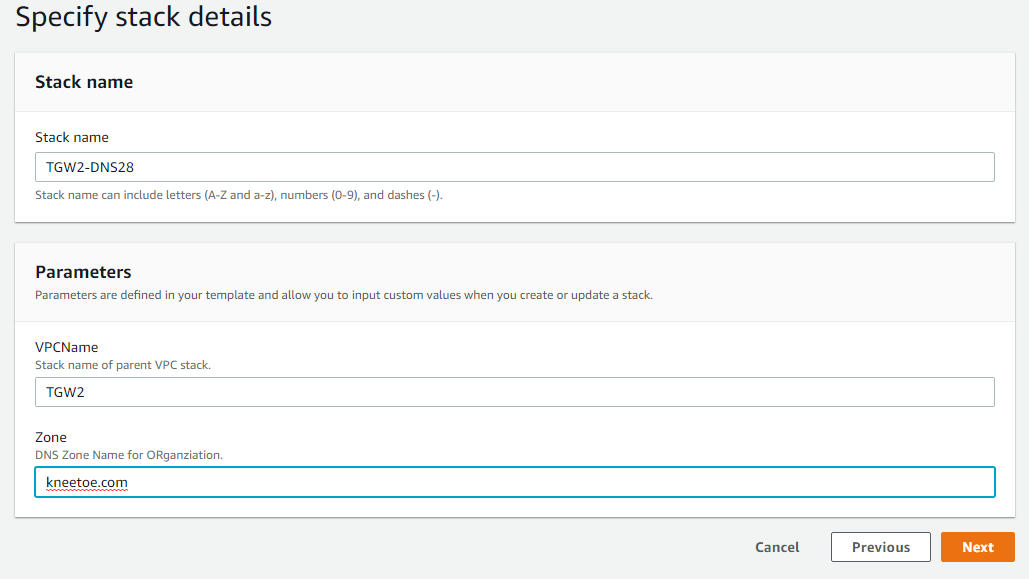 Specify stack details
Stack name
Stack name
TGW2-DNS28
Stack name can include letters (A-Z and a-z), numbers (0-9), and dashes (-).
Parameters
Parameters are defined in your template and allow you to input custom values when you create or update a stack.
VPCName
Stack name of parent VPC stack.
TGW2
Zone
DNS Zone Name for ORganziation.
kneetoe.com
Cancel Previous Next